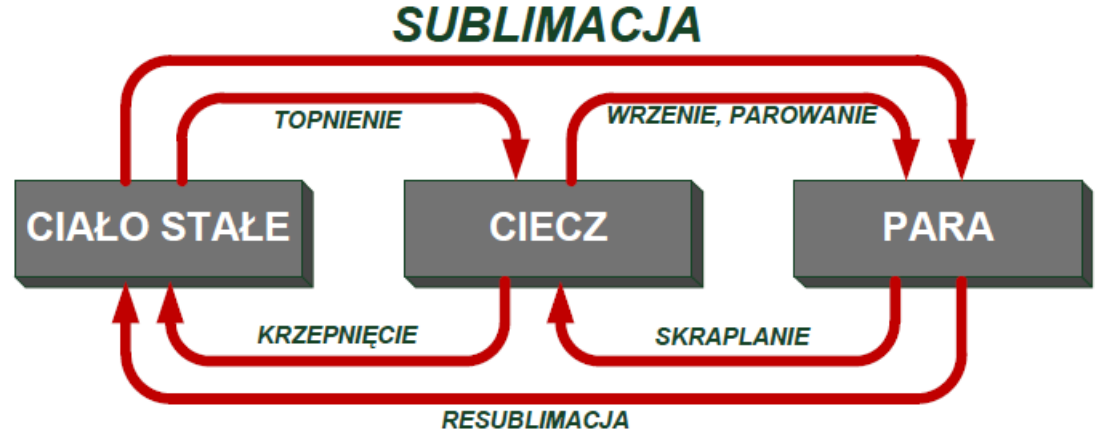 SUBLIMACJA
TOPNIENIE
WRZENIE, PAROWANIE
CIAŁO STAŁE
CIECZ
PARA
KRZEPNIĘCIE
SKRAPLANIE
RESUBLIMACJA